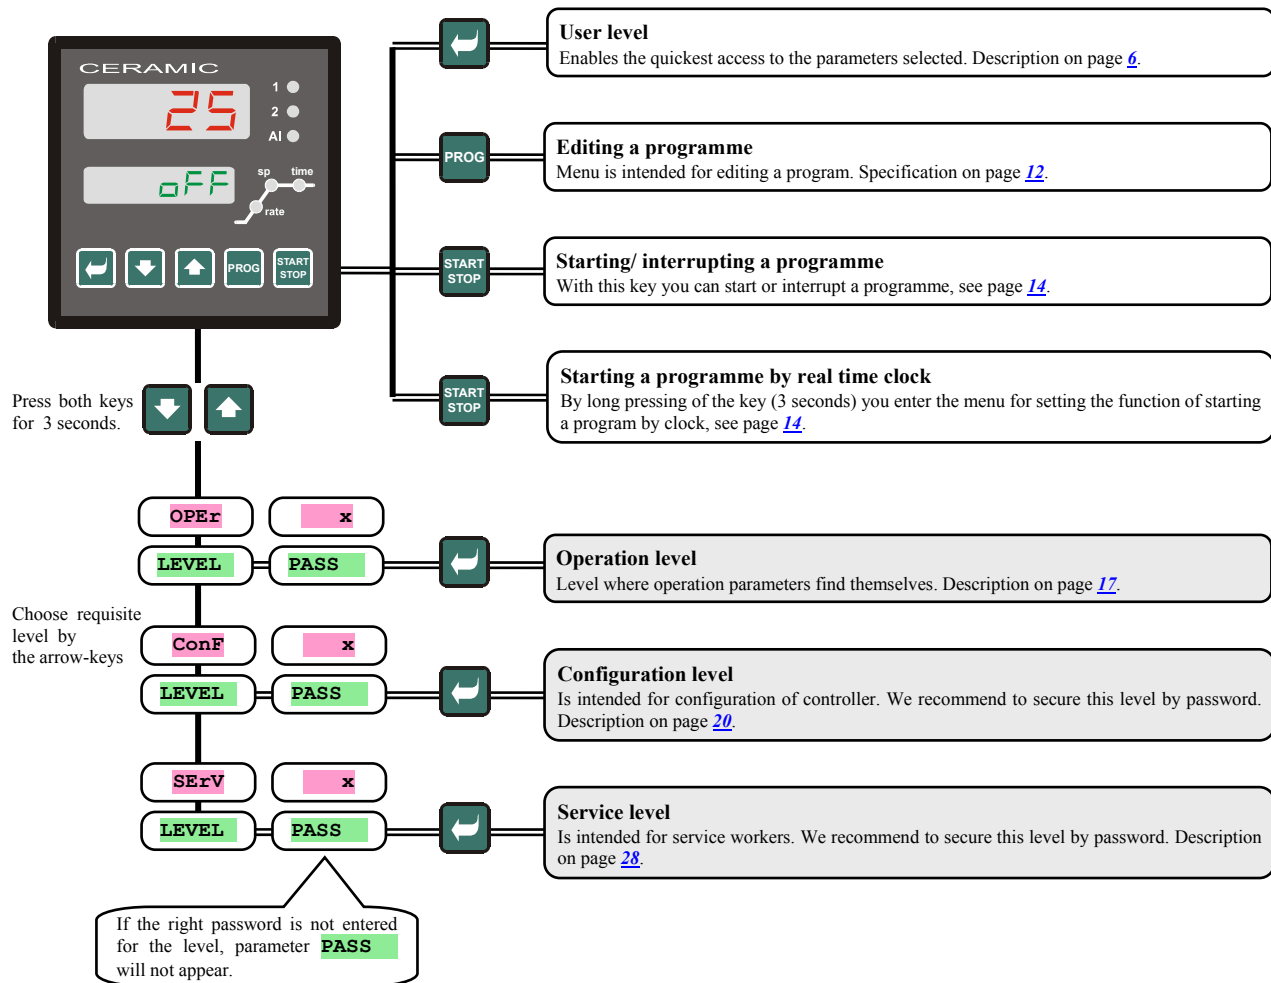 CERAMIC
25
1
2
Al
oFF
sp
time
rate
PROG
START
STOP
User level
Enables the quickest access to the parameters selected. Description on page 6.
PROG
Editing a programme
Menu is intended for editing a program. Specification on page 12.
START
STOP
Starting/ interrupting a programme
With this key you can start or interrupt a programme, see page 14.
START
STOP
Starting a programme by real time clock
By long pressing of the key (3 seconds) you enter the menu for setting the function of starting
a program by clock, see page 14.
Press both keys
for 3 seconds.
OPEr
x
LEVEL
PASS
Operation level
Level where operation parameters find themselves. Description on page 17.
Choose requisite
level by
the arrow-keys
ConF
x
LEVEL
PASS
Configuration level
Is intended for configuration of controller. We recommend to secure this level by password.
Description on page 20.
SErV
x
LEVEL
PASS
Service level
Is intended for service workers. We recommend to secure this level by password. Description
on page 28.
If the right password is not entered
for the level, parameter PASS
will not appear.